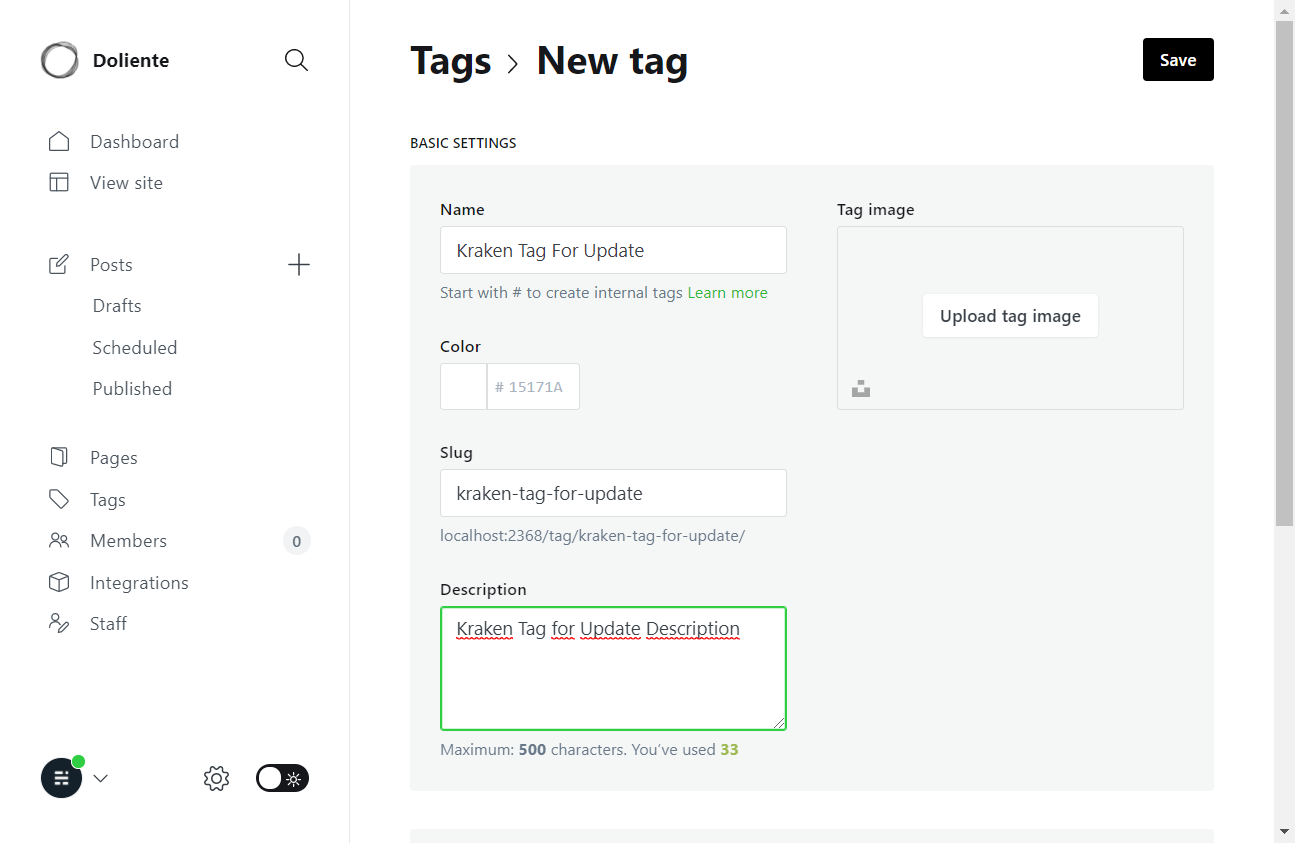 Doliente
Dashboard
View site
Posts
Drafts
Scheduled
Published
Pages
Tags
Members
0
Integrations
Staff
Tags > New tag
Save
BASIC SETTINGS
Name
Kraken Tag For Update
Start with # to create internal tags Learn more
Color
# 15171A
Slug
kraken-tag-for-update
localhost:2368/tag/kraken-tag-for-update/
Description
Kraken Tag for Update Description
Maximum: 500 characters. You’ve used 33
Tag image
Upload tag image